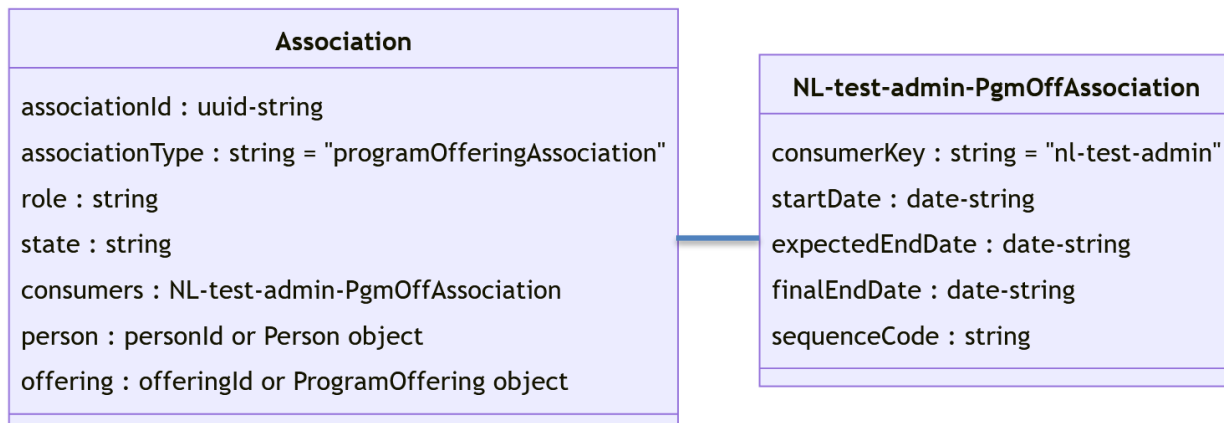 Association
associationId : uuid-string
associationType : string = "programOfferingAssociation"
role : string
state : string
consumers : NL-test-admin-PgmOffAssociation
person : personId or Person object
offering : offeringId or ProgramOffering object
NL-test-admin-PgmOffAssociation
consumerKey : string = "nl-test-admin"
startDate : date-string
expectedEndDate : date-string
finalEndDate : date-string
sequenceCode : string